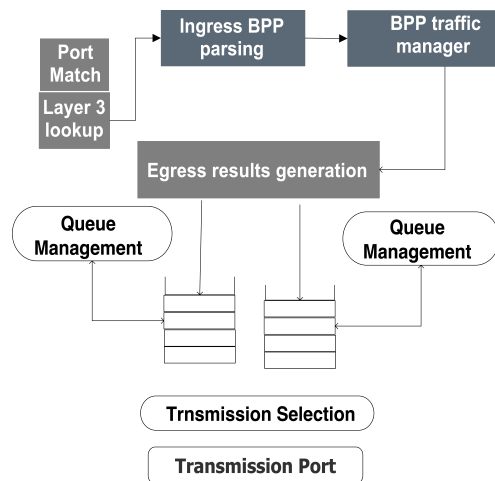 Port
Match
Layer 3
lookup
Ingress BPP
parsing
BPP traffic
manager
Egress results generation
Queue
Management
Queue
Management
Trnsmission Selection
Transmission Port